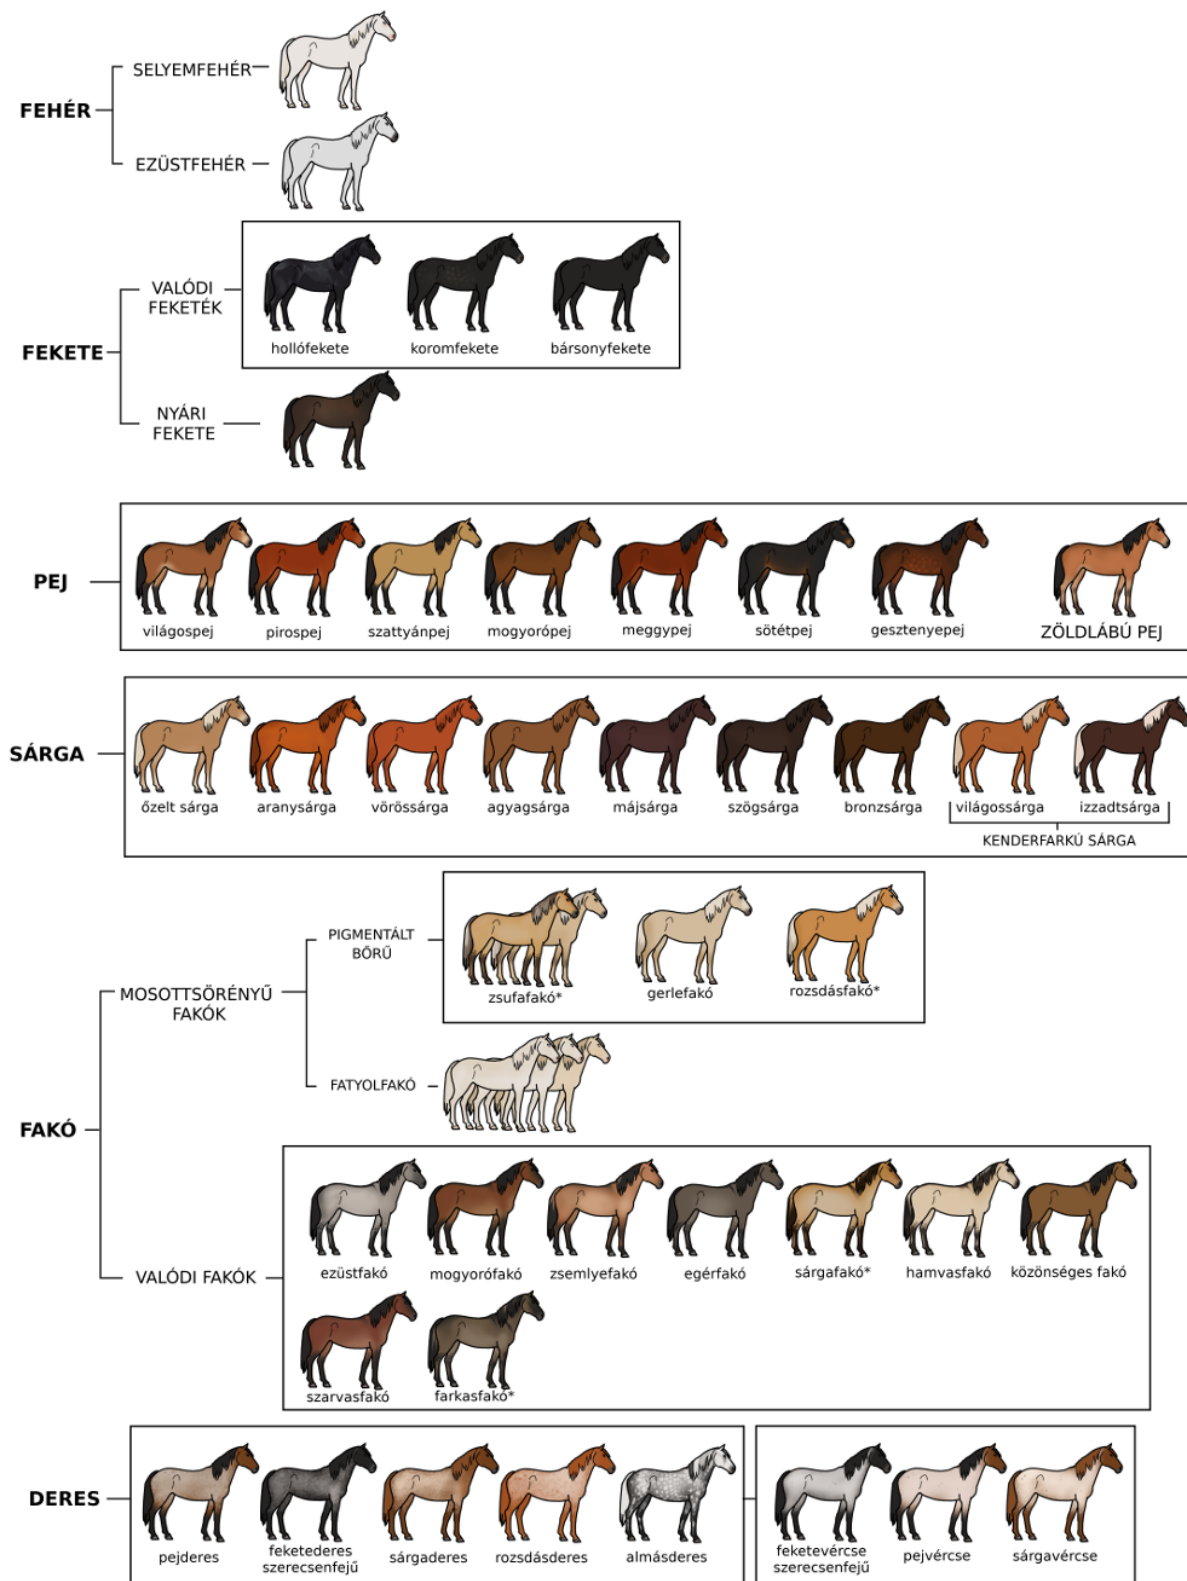 SELYEMFEHÉR
FEHÉR
EZÜSTFEHÉR
VALÓDI
FEKETÉK
hollófekete
koromfekete
bársonyfekete
FEKETE
NYÁRI
FEKETE
PEJ
világospej
pirospej
szattyánpej
mogyorópej
meggypej
sötétpej
gesztenyepej
ZÖLDLÁBÚ PEJ
SÁRGA
őzelt sárga
aranysárga
vörössárga
agyagsárga
májsárga
szögsárga
bronzsárga
világossárga
izzadtsárga
KENDERFARKÚ SÁRGA
PIGMENTÁLT
BŐRŰ
zsufafakó*
gerlefakó
rozsdásfakó*
MOSOTTSÖRÉNYŰ
FAKÓK
FATYOLFAKÓ
FAKÓ
VALÓDI FAKÓK
ezüstfakó
mogyorófakó
zsemlyefakó
egérfakó
sárgafakó*
hamvasfakó
közönséges fakó
szarvasfakó
farkasfakó*
DERES
pejderes
feketederes
szerecsenfejű
sárgaderes
rozsdásderes
almásderes
feketevércse
szerecsenfejű
pejvércse
sárgavércse